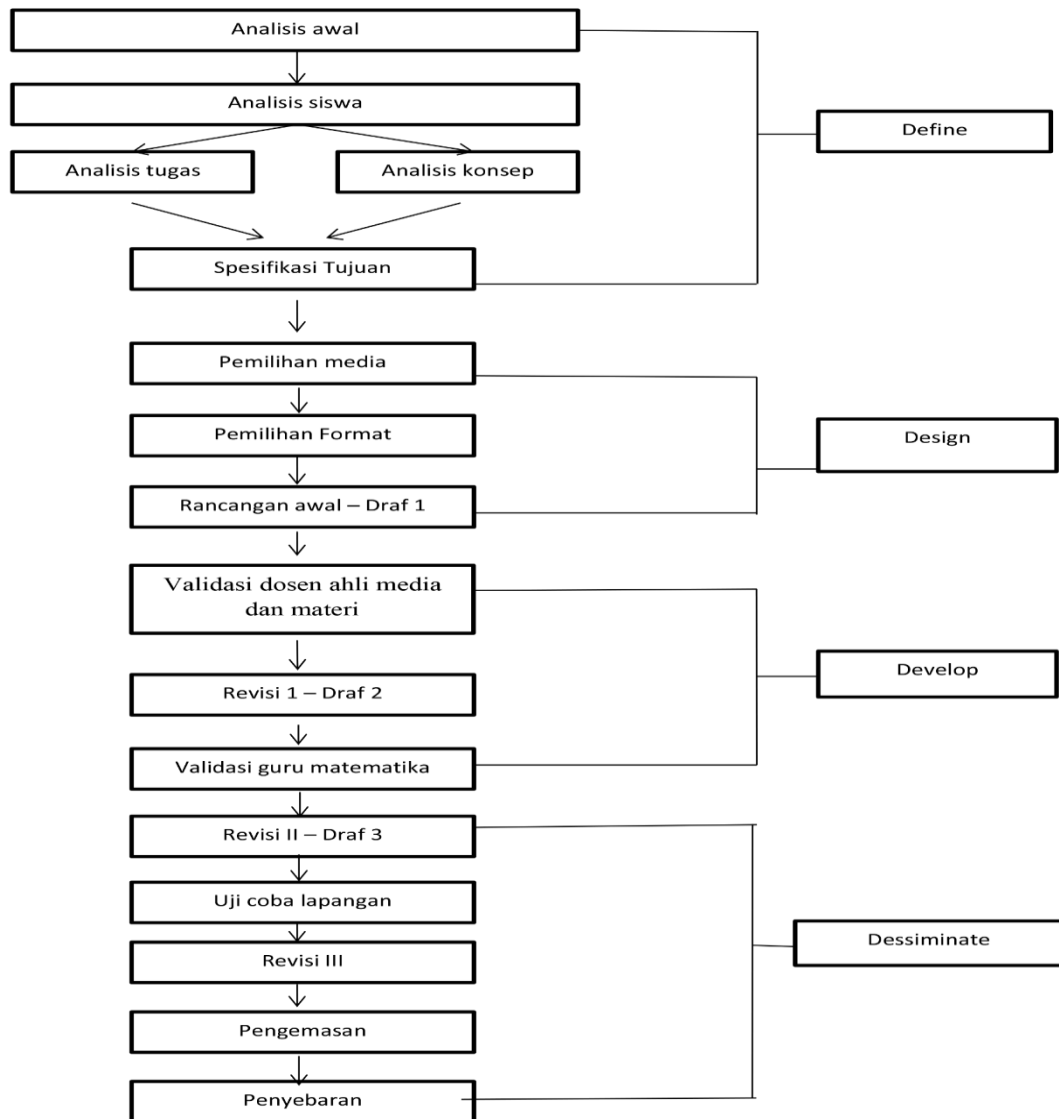 Analisis awal
Analisis siswa
Analisis tugas
Analisis konsep
Spesifikasi Tujuan
Define
Pemilihan media
Pemilihan Format
Rancangan awal – Draf 1
Design
Validasi dosen ahli media
dan materi
Revisi 1 – Draf 2
Validasi guru matematika
Develop
Revisi II – Draf 3
Uji coba lapangan
Revisi III
Pengemasan
Penyebaran
Dessiminate